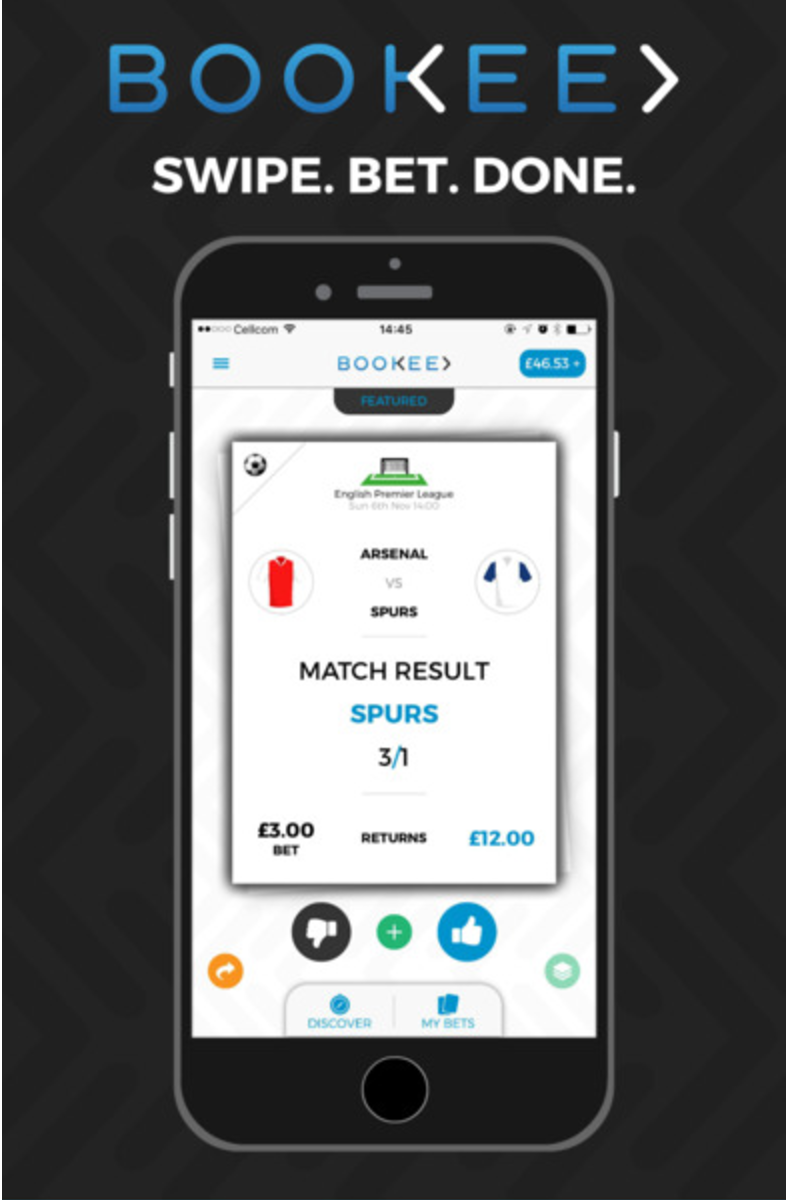 BOOKEE>
SWIPE. BET. DONE.
Cellcom 14:45
BOOKEE> £46.53 +
FEATURED
English Premier League
Sun 6th Nov 14:00
ARSENAL
VS
SPURS
MATCH RESULT
SPURS
3/1
£3.00 RETURNS £12.00
BET
DISCOVER MY BETS